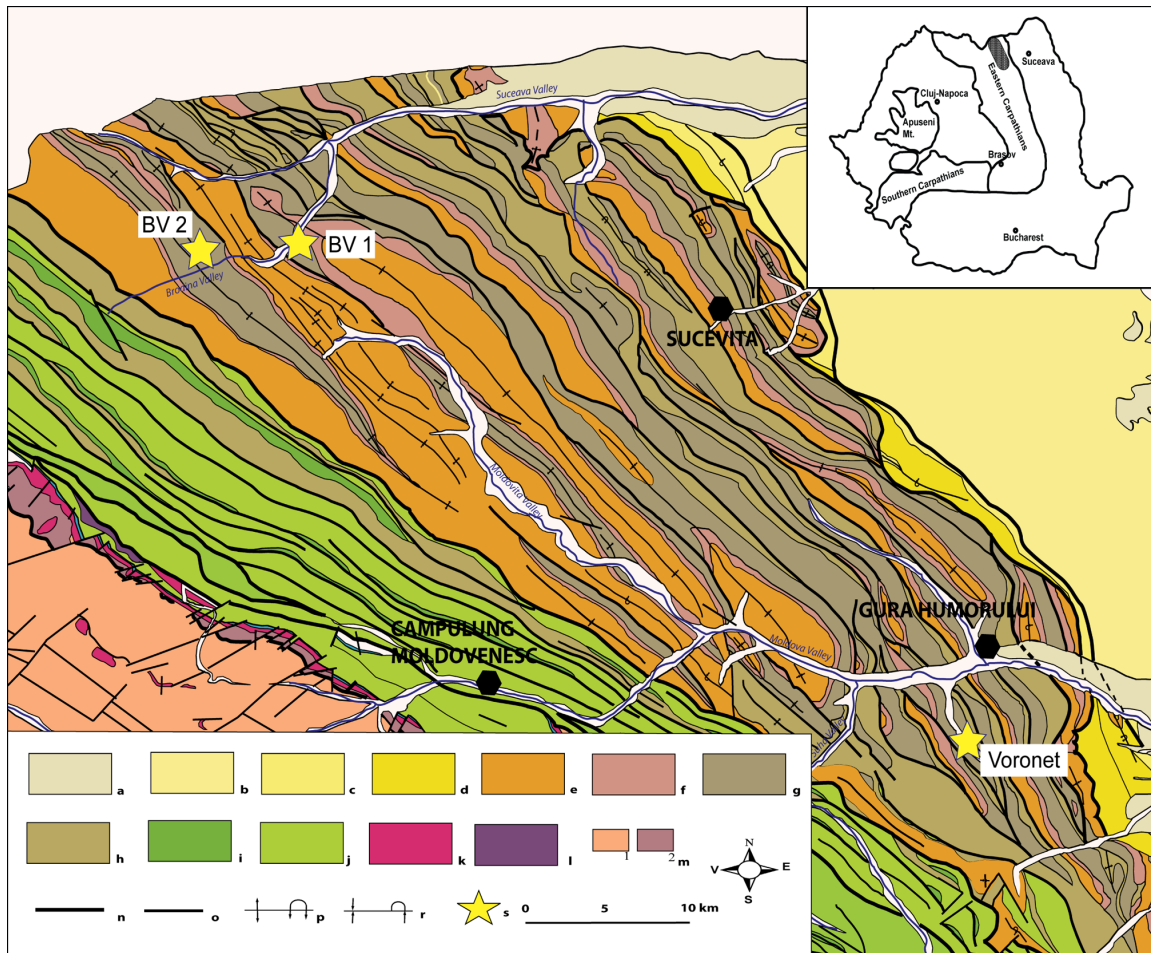 Suceava Valley
Suceava
Eastern Carpathians
Cluj-Napoca
Apuseni
Mt.
Brasov
Southern Carpathians
Bucharest
BV 2
BV 1
Brodina Valley
SUCEVITA
Moldovita Valley
GURA HUMORULUI
CAMPULUNG
MOLDOVENESC
Moldova Valley
Voronet
a
b
c
d
e
f
g
h
i
j
k
l
1
2
m
N
V
E
S
n
o
p
r
s
0 5 10 km